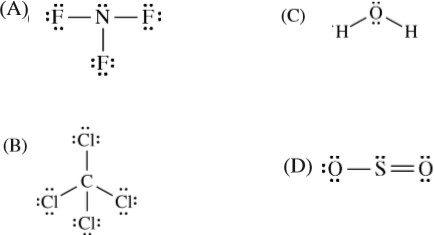 (A) :F — N — F:
:F:
(B) :Cl:
C
:Cl Cl:
:Cl:
(C) O
H H
(D) :O — S = O